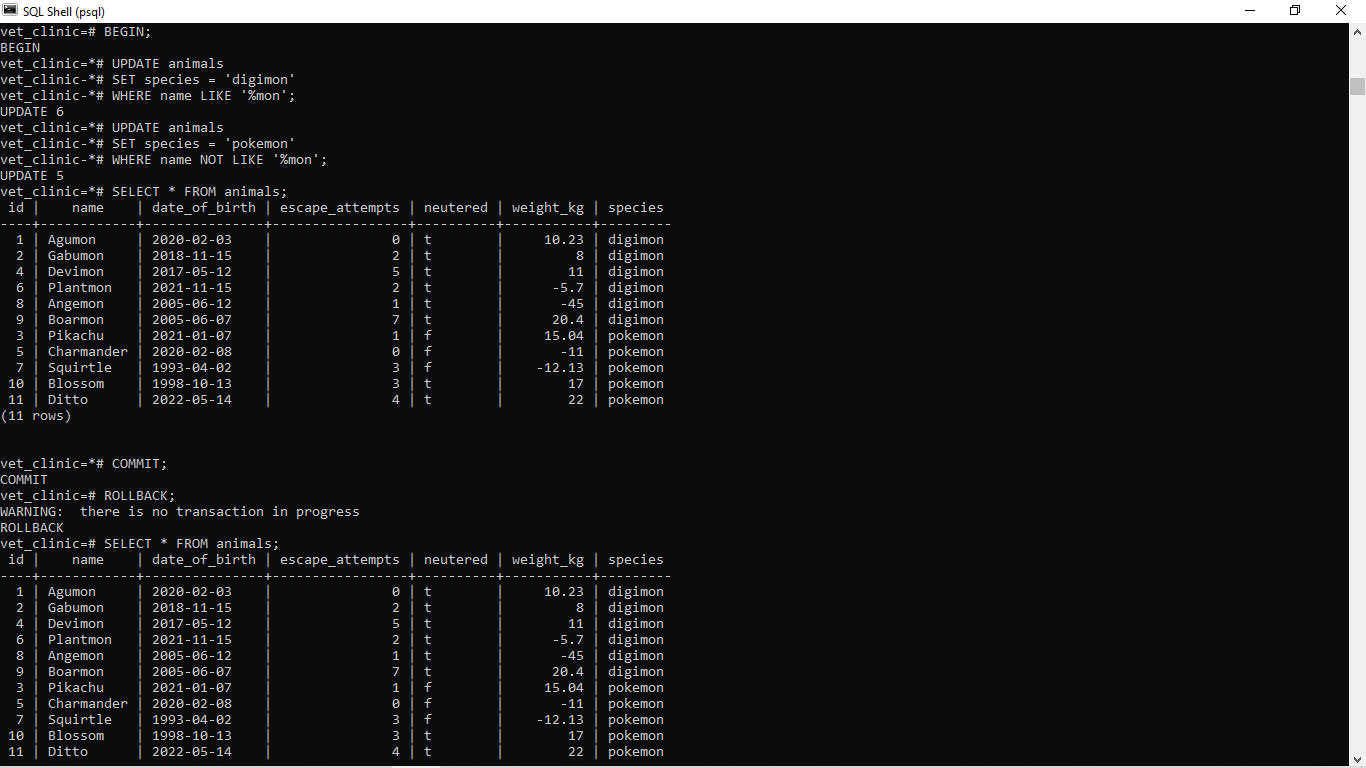 SQL Shell (psql)
vet_clinic=# BEGIN;
BEGIN
vet_clinic=*# UPDATE animals
vet_clinic-*# SET species = 'digimon'
vet_clinic-*# WHERE name LIKE '%mon';
UPDATE 6
vet_clinic=*# UPDATE animals
vet_clinic-*# SET species = 'pokemon'
vet_clinic-*# WHERE name NOT LIKE '%mon';
UPDATE 5
vet_clinic=*# SELECT * FROM animals;
 id |    name    | date_of_birth | escape_attempts | neutered | weight_kg | species
----+------------+---------------+-----------------+----------+-----------+---------
  1 | Agumon     | 2020-02-03    |               0 | t        |     10.23 | digimon
  2 | Gabumon    | 2018-11-15    |               2 | t        |         8 | digimon
  4 | Devimon    | 2017-05-12    |               5 | t        |        11 | digimon
  6 | Plantmon   | 2021-11-15    |               2 | t        |      -5.7 | digimon
  8 | Angemon    | 2005-06-12    |               1 | t        |       -45 | digimon
  9 | Boarmon    | 2005-06-07    |               7 | t        |      20.4 | digimon
  3 | Pikachu    | 2021-01-07    |               1 | f        |     15.04 | pokemon
  5 | Charmander | 2020-02-08    |               0 | f        |       -11 | pokemon
  7 | Squirtle   | 1993-04-02    |               3 | f        |    -12.13 | pokemon
 10 | Blossom    | 1998-10-13    |               3 | t        |        17 | pokemon
 11 | Ditto      | 2022-05-14    |               4 | t        |        22 | pokemon
(11 rows)
vet_clinic=*# COMMIT;
COMMIT
vet_clinic=# ROLLBACK;
WARNING:  there is no transaction in progress
ROLLBACK
vet_clinic=# SELECT * FROM animals;
 id |    name    | date_of_birth | escape_attempts | neutered | weight_kg | species
----+------------+---------------+-----------------+----------+-----------+---------
  1 | Agumon     | 2020-02-03    |               0 | t        |     10.23 | digimon
  2 | Gabumon    | 2018-11-15    |               2 | t        |         8 | digimon
  4 | Devimon    | 2017-05-12    |               5 | t        |        11 | digimon
  6 | Plantmon   | 2021-11-15    |               2 | t        |      -5.7 | digimon
  8 | Angemon    | 2005-06-12    |               1 | t        |       -45 | digimon
  9 | Boarmon    | 2005-06-07    |               7 | t        |      20.4 | digimon
  3 | Pikachu    | 2021-01-07    |               1 | f        |     15.04 | pokemon
  5 | Charmander | 2020-02-08    |               0 | f        |       -11 | pokemon
  7 | Squirtle   | 1993-04-02    |               3 | f        |    -12.13 | pokemon
 10 | Blossom    | 1998-10-13    |               3 | t        |        17 | pokemon
 11 | Ditto      | 2022-05-14    |               4 | t        |        22 | pokemon